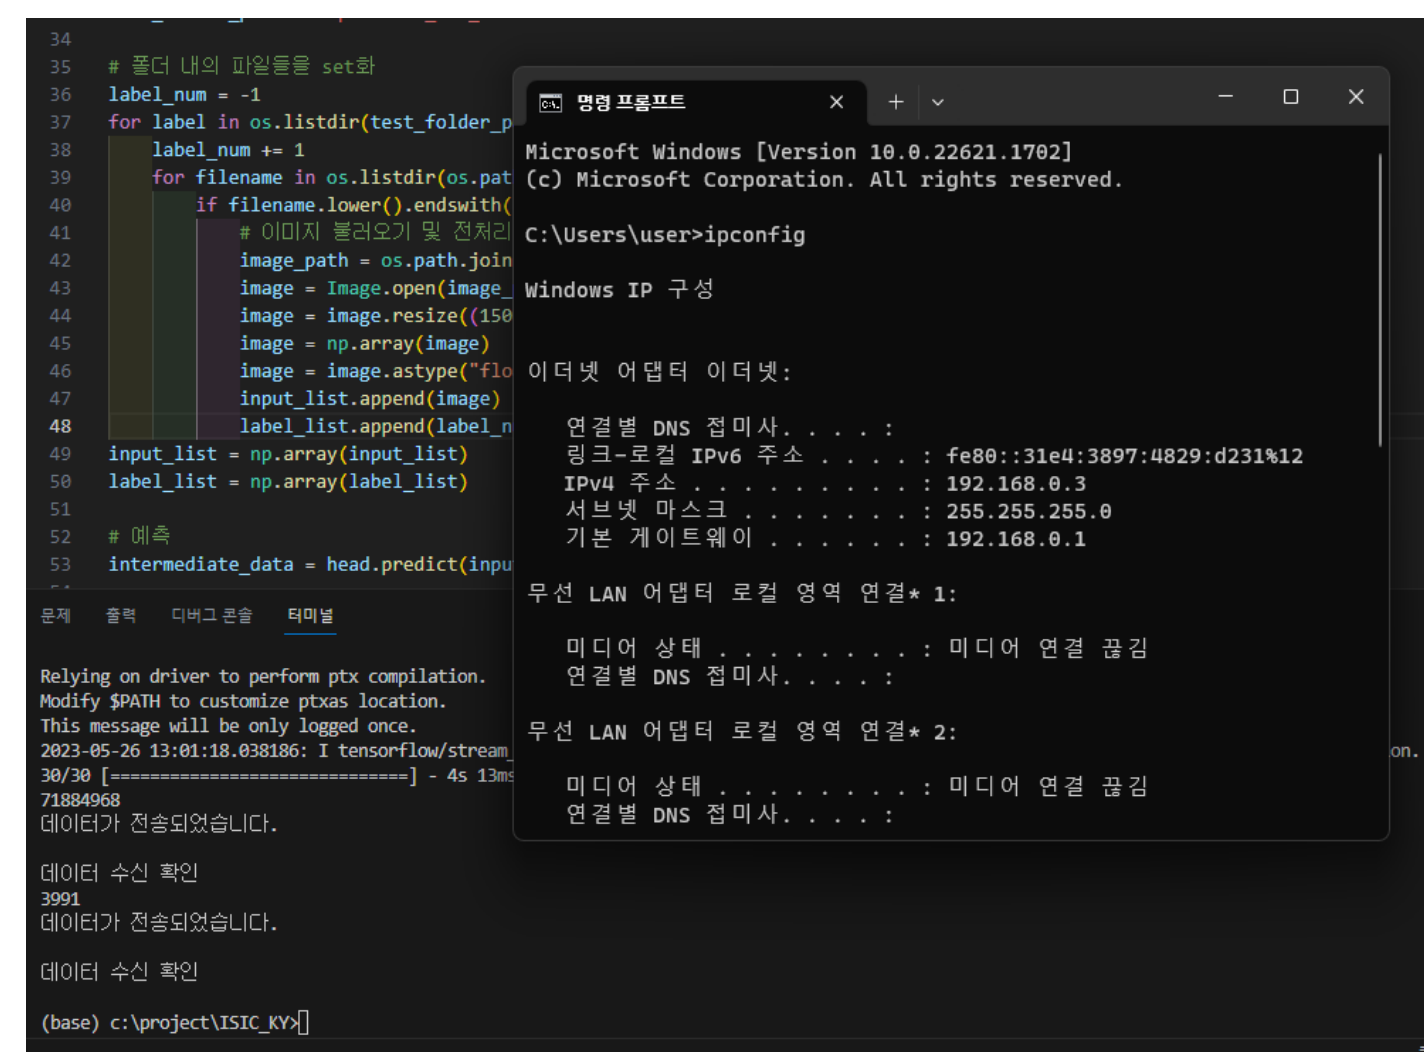 34
35 # 폴더 내의 파일들을 set화
36 label_num = -1
37 for label in os.listdir(test_folder_p
38 label_num += 1
39 for filename in os.listdir(os.pat
40 if filename.lower().endswith(
41 # 이미지 불러오기 및 전처리
42 image_path = os.path.join
43 image = Image.open(image_
44 image = image.resize((150
45 image = np.array(image)
46 image = image.astype("flo
47 input_list.append(image)
48 label_list.append(label_n
49 input_list = np.array(input_list)
50 label_list = np.array(label_list)
51
52 # 예측
53 intermediate_data = head.predict(inpu
문제 출력 디버그 콘솔 터미널
Relying on driver to perform ptx compilation.
Modify $PATH to customize ptxas location.
This message will be only logged once.
2023-05-26 13:01:18.038186: I tensorflow/stream_
on.
30/30 [==============================] - 4s 13ms
71884968
데이터가 전송되었습니다.
데이터 수신 확인
3991
데이터가 전송되었습니다.
데이터 수신 확인
(base) c:\project\ISIC_KY>
명령 프롬프트
Microsoft Windows [Version 10.0.22621.1702]
(c) Microsoft Corporation. All rights reserved.
C:\Users\user>ipconfig
Windows IP 구성
이더넷 어댑터 이더넷:
연결별 DNS 접미사. . . . :
링크-로컬 IPv6 주소 . . . . : fe80::31e4:3897:4829:d231%12
IPv4 주소 . . . . . . . . . : 192.168.0.3
서브넷 마스크 . . . . . . . : 255.255.255.0
기본 게이트웨이 . . . . . . : 192.168.0.1
무선 LAN 어댑터 로컬 영역 연결* 1:
미디어 상태 . . . . . . . . : 미디어 연결 끊김
연결별 DNS 접미사. . . . :
무선 LAN 어댑터 로컬 영역 연결* 2:
미디어 상태 . . . . . . . . : 미디어 연결 끊김
연결별 DNS 접미사. . . . :